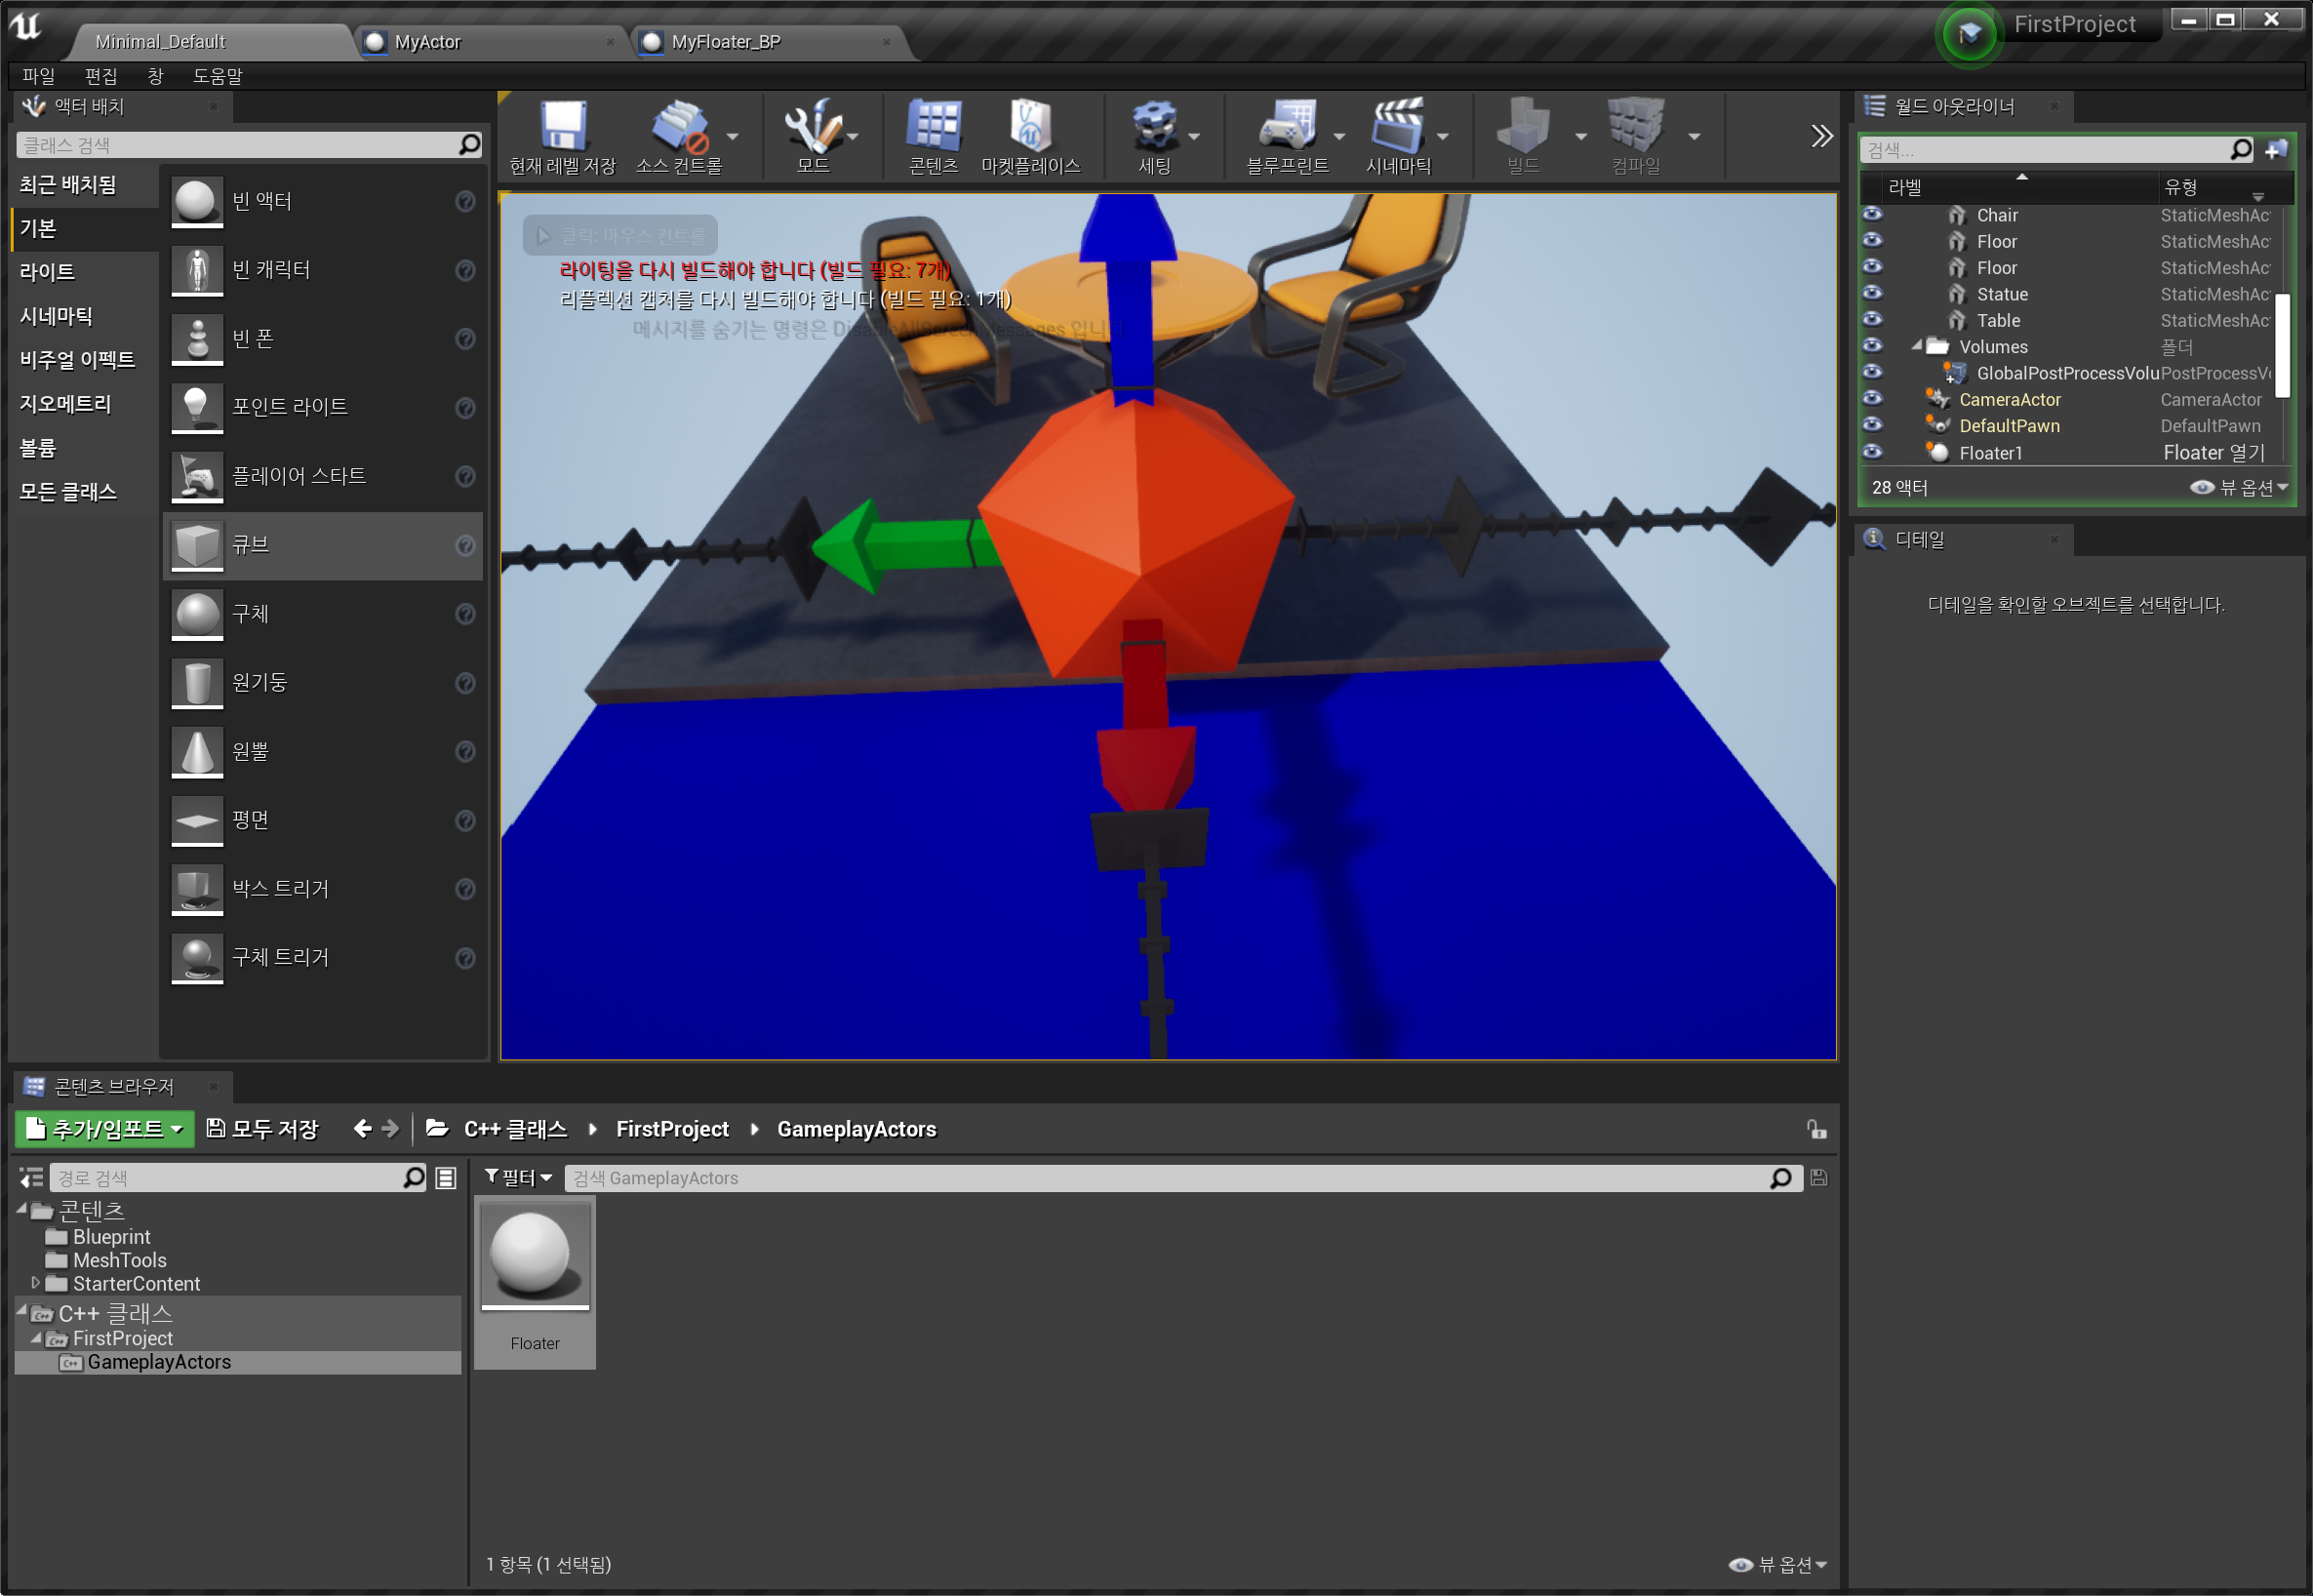 Minimal_Default
MyActor
MyFloater_BP
FirstProject
파일 편집 창 도움말
액터 배치
클래스 검색
최근 배치됨
기본
라이트
시네마틱
비주얼 이펙트
지오메트리
볼륨
모든 클래스
빈 액터
빈 캐릭터
빈 폰
포인트 라이트
플레이어 스타트
큐브
구체
원기둥
원뿔
평면
박스 트리거
구체 트리거
현재 레벨 저장
소스 컨트롤
모드
콘텐츠
마켓플레이스
세팅
블루프린트
시네마틱
빌드
컴파일
클릭: 마우스 컨트롤
라이팅을 다시 빌드해야 합니다 (빌드 필요: 7개)
리플렉션 캡처를 다시 빌드해야 합니다 (빌드 필요: 1개)
메시지를 숨기는 명령은 DisableAllScreenMessages 입니다
월드 아웃라이너
검색...
라벨 유형
Chair StaticMeshAc
Floor StaticMeshAc
Floor StaticMeshAc
Statue StaticMeshAc
Table StaticMeshAc
Volumes 폴더
GlobalPostProcessVolu PostProcessV
CameraActor CameraActor
DefaultPawn DefaultPawn
Floater1 Floater 열기
28 액터
뷰 옵션
디테일
디테일을 확인할 오브젝트를 선택합니다.
콘텐츠 브라우저
추가/임포트
모두 저장
C++ 클래스
FirstProject
GameplayActors
경로 검색
필터
검색 GameplayActors
콘텐츠
Blueprint
MeshTools
StarterContent
C++ 클래스
FirstProject
GameplayActors
Floater
1 항목 (1 선택됨)
뷰 옵션